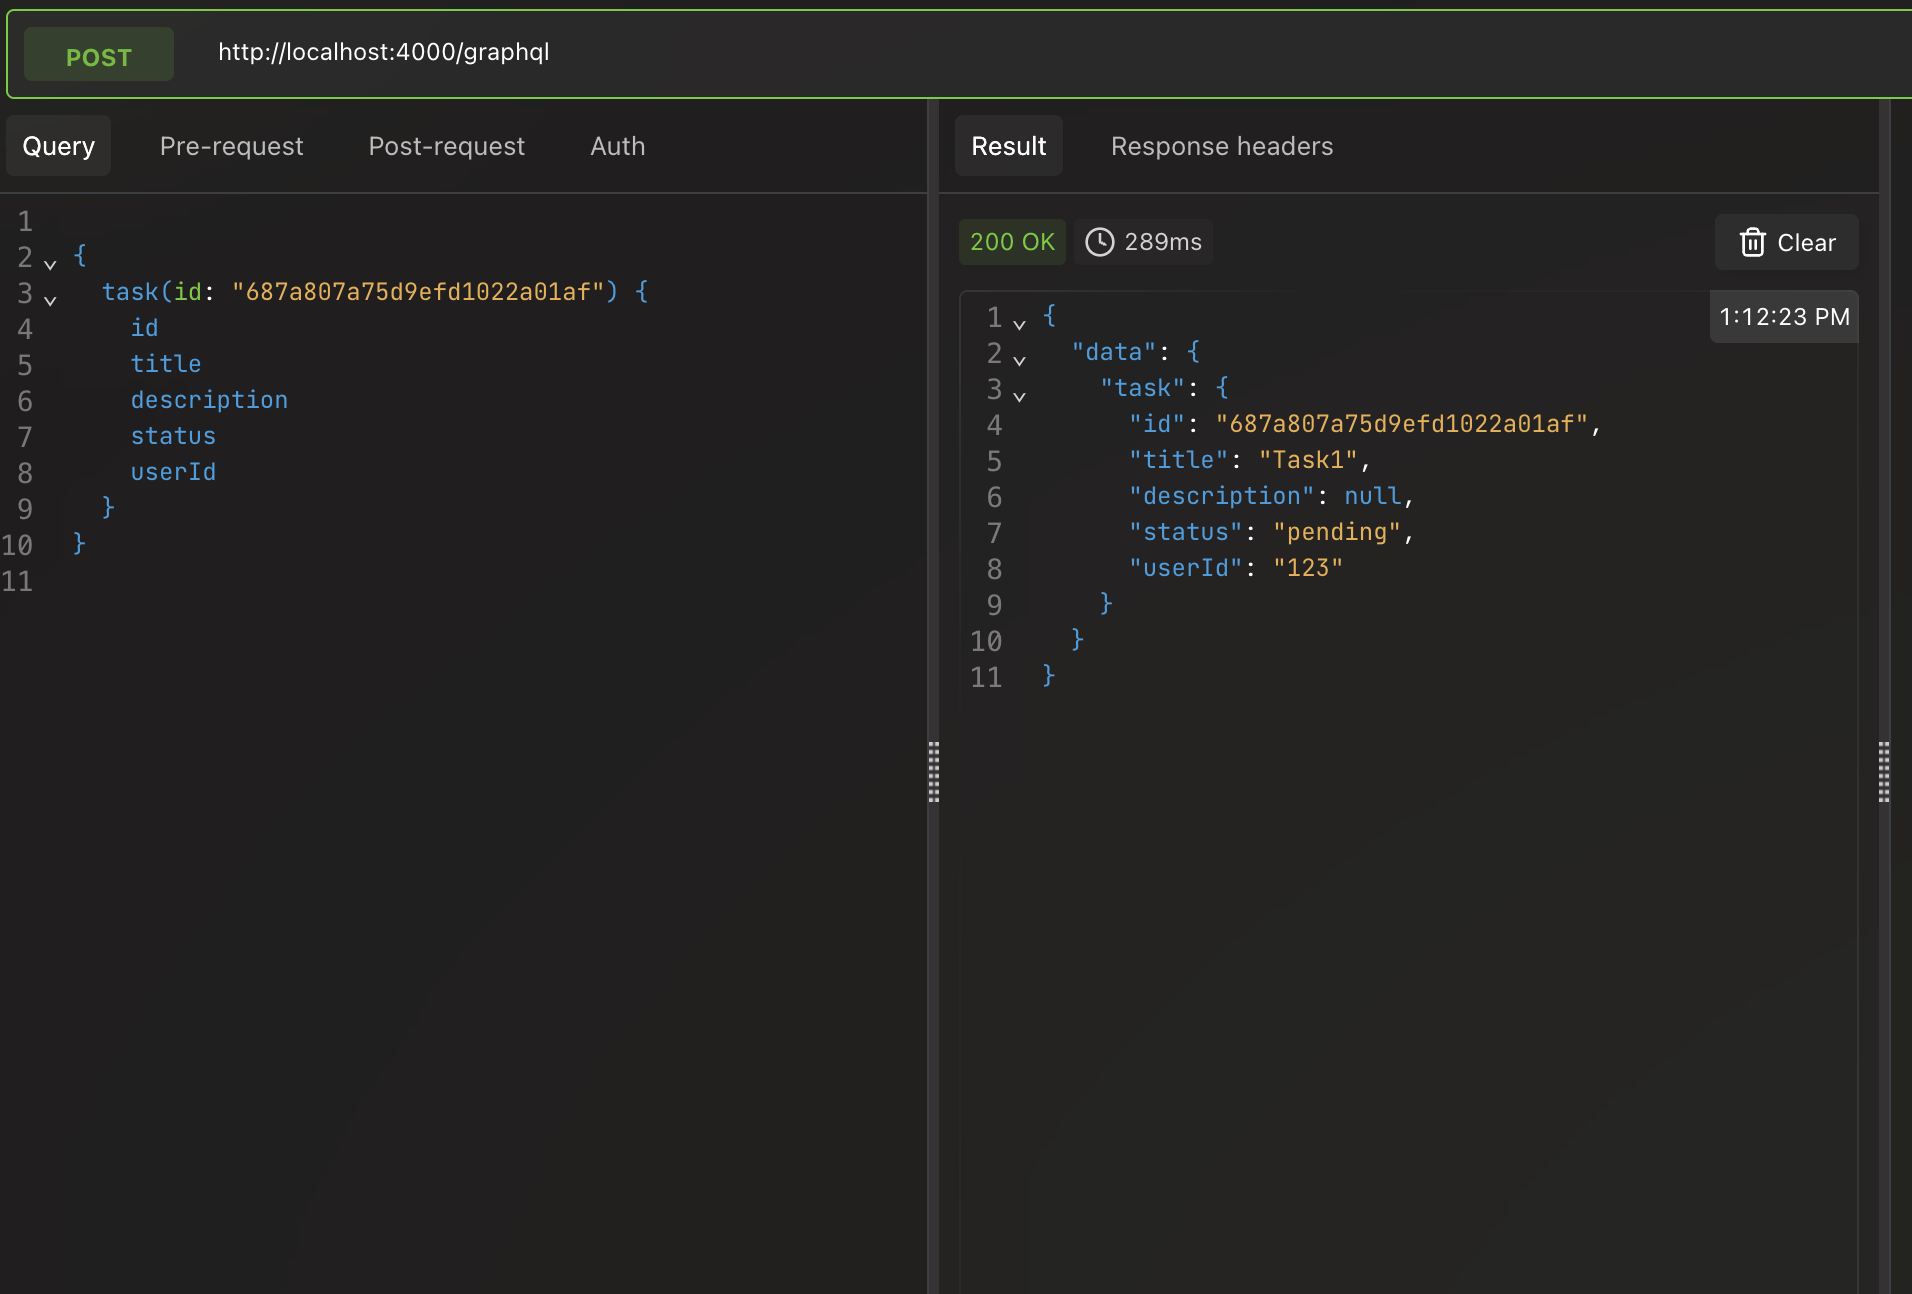 POST http://localhost:4000/graphql
Query Pre-request Post-request Auth
1
2 {
3 task(id: "687a807a75d9efd1022a01af") {
4 id
5 title
6 description
7 status
8 userId
9 }
10 }
11
Result Response headers
200 OK 289ms Clear
1:12:23 PM
1 {
2 "data": {
3 "task": {
4 "id": "687a807a75d9efd1022a01af",
5 "title": "Task1",
6 "description": null,
7 "status": "pending",
8 "userId": "123"
9 }
10 }
11 }